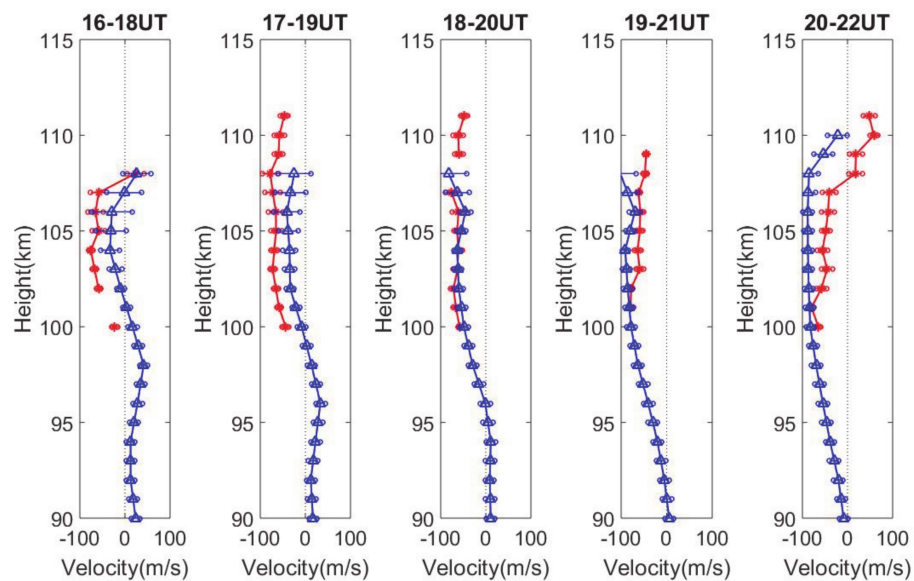 16-18UT 17-19UT 18-20UT 19-21UT 20-22UT
115 115 115 115 115
110 110 110 110 110
105 105 105 105 105
100 100 100 100 100
95 95 95 95 95
90 90 90 90 90
Height(km) Height(km) Height(km) Height(km) Height(km)
-100 0 100 -100 0 100 -100 0 100 -100 0 100 -100 0 100
Velocity(m/s) Velocity(m/s) Velocity(m/s) Velocity(m/s) Velocity(m/s)